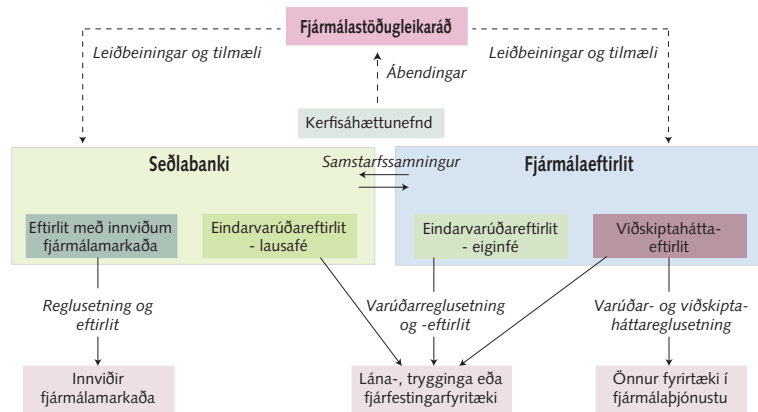 Fjármálastöðugleikaráð
Leiðbeiningar og tilmæli
Leiðbeiningar og tilmæli
Ábendingar
Kerfisáhættunefnd
Seðlabanki
Samstarfssamningur
Fjármálaeftirlit
Eftirlit með innviðum
fjármálamarkaða
Eindarvarúðareftirlit
- lausafé
Eindarvarúðareftirlit
- eiginfé
Viðskiptahátta-
eftirlit
Reglusetning og
eftirlit
Varúðarreglusetning
og -eftirlit
Varúðar- og viðskipta-
háttareglusetning
Innviðir
fjármálamarkaða
Lána-, trygginga eða
fjárfestingarfyritæki
Önnur fyrirtæki í
fjármálaþjónustu